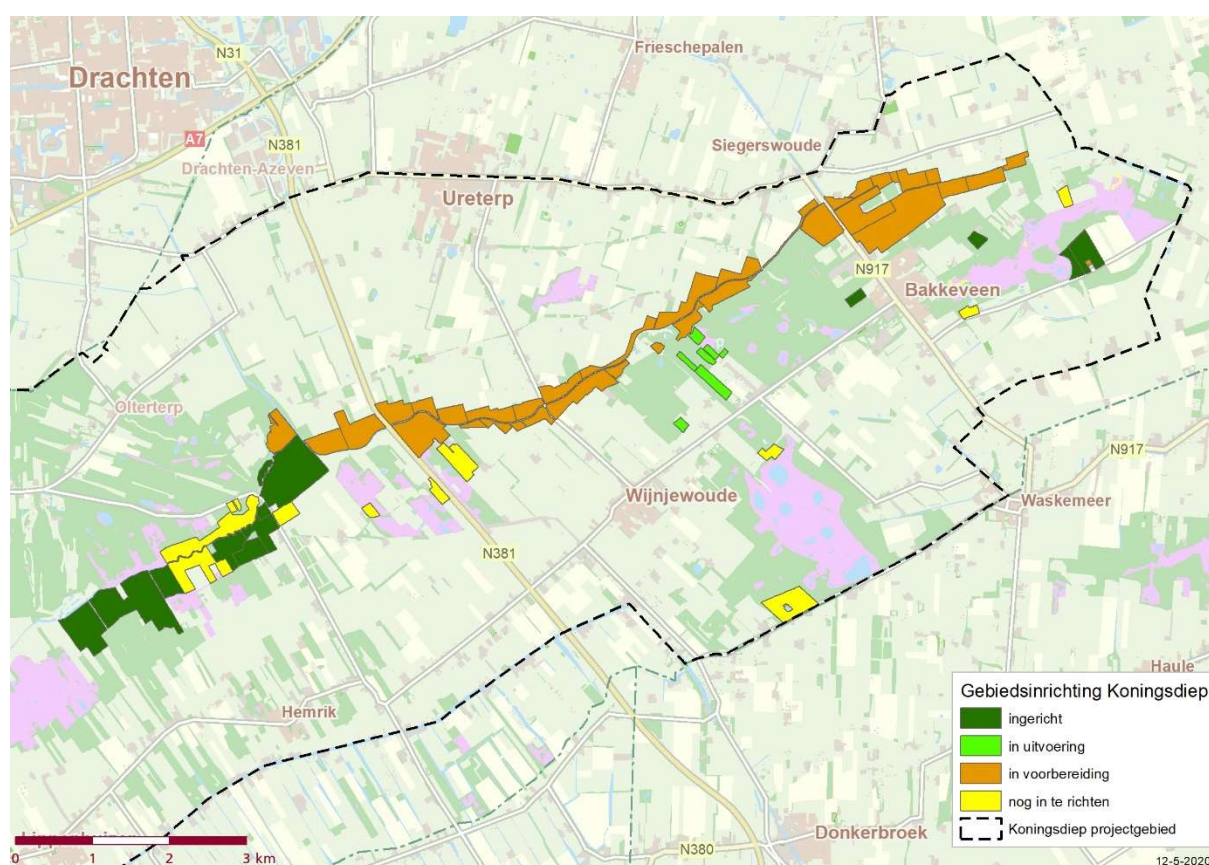 Drachten
N31
Frieschepalen
A7
N381
Drachten-Azeven
Siegerswoude
Ureterp
N917
Bakkeveen
Olterterp
N917
Wijnjewoude
Waskemeer
N381
Haule
Hemrik
Donkerbroek
N380
Gebiedsinrichting Koningsdiep
ingericht
in uitvoering
in voorbereiding
nog in te richten
Koningsdiep projectgebied
0 1 2 3 km
12-5-2020